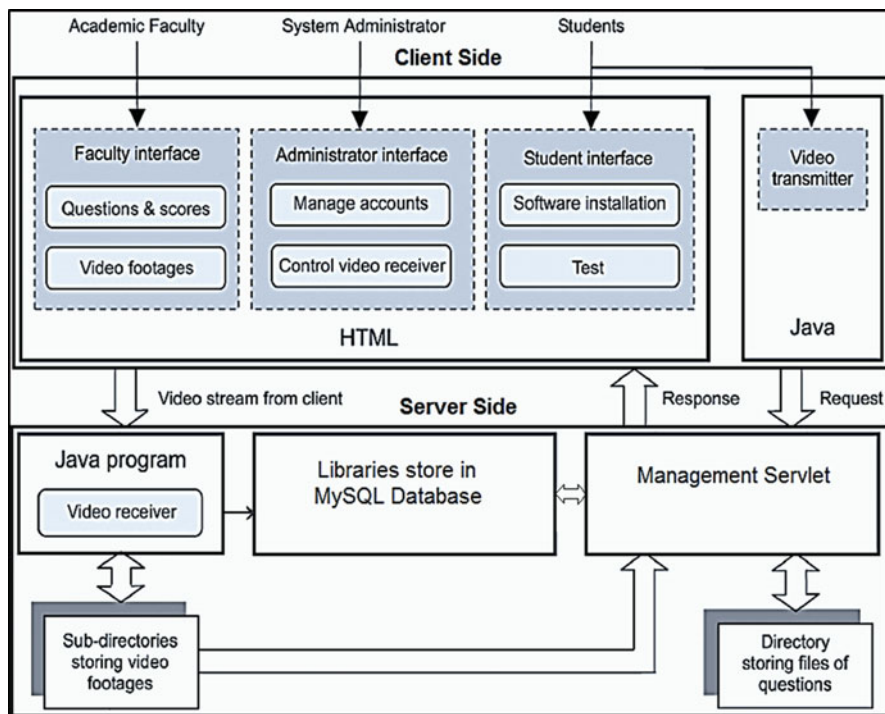 Academic Faculty
System Administrator
Students
Client Side
Faculty interface
Questions & scores
Video footages
Administrator interface
Manage accounts
Control video receiver
Student interface
Software installation
Test
HTML
Video
transmitter
Java
Video stream from client
Server Side
Response
Request
Java program
Video receiver
Libraries store in
MySQL Database
Management Servlet
Sub-directories
storing video
footages
Directory
storing files of
questions